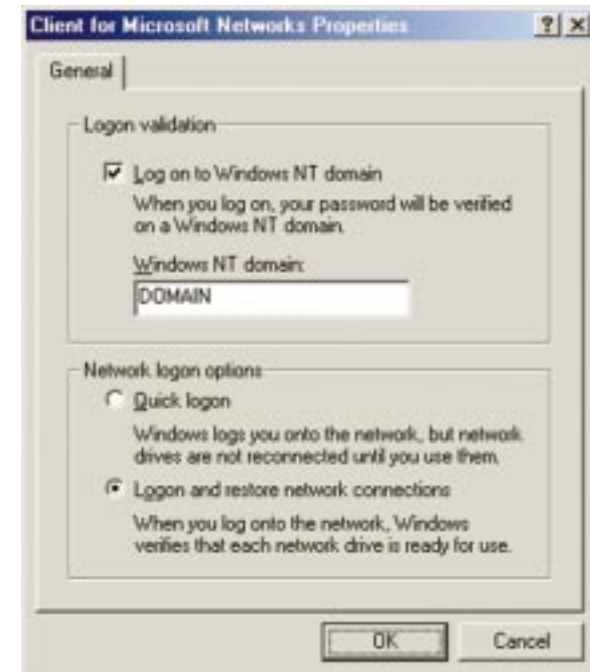 Client for Microsoft Networks Properties
General
Logon validation
Log on to Windows NT domain
When you log on, your password will be verified
on a Windows NT domain.
Windows NT domain:
DOMAIN
Network logon options
Quick logon
Windows logs you onto the network, but network
drives are not reconnected until you use them.
Logon and restore network connections
When you log onto the network, Windows
verifies that each network drive is ready for use.
OK
Cancel